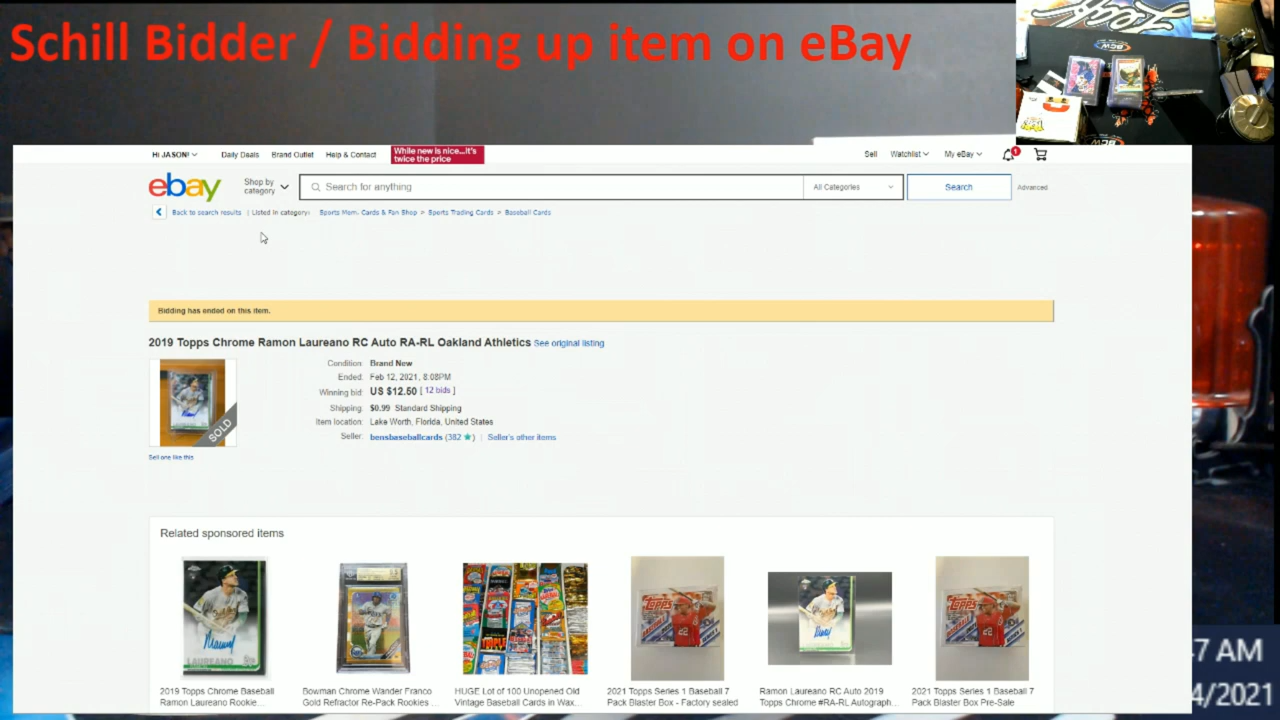 Schill Bidder / Bidding up item on eBay
Hi JASON!
Daily Deals
Brand Outlet
Help & Contact
While new is nice...it's
twice the price
Sell
Watchlist
My eBay
1
ebay
Shop by
category
Search for anything
All Categories
Search
Advanced
Back to search results | Listed in category:
Sports Mem, Cards & Fan Shop > Sports Trading Cards > Baseball Cards
Bidding has ended on this item.
2019 Topps Chrome Ramon Laureano RC Auto RA-RL Oakland Athletics See original listing
Condition: Brand New
Ended: Feb 12, 2021, 8:08PM
Winning bid: US $12.50 [ 12 bids ]
Shipping: $0.99 Standard Shipping
Item location: Lake Worth, Florida, United States
Seller: bensbaseballcards (382 ★) | Seller's other items
SOLD
Sell one like this
Related sponsored items
LAUREANO
TOPPS
TOPPS
2019 Topps Chrome Baseball
Ramon Laureano Rookie...
Bowman Chrome Wander Franco
Gold Refractor Re-Pack Rookies ...
HUGE Lot of 100 Unopened Old
Vintage Baseball Cards in Wax...
2021 Topps Series 1 Baseball 7
Pack Blaster Box - Factory sealed
Ramon Laureano RC Auto 2019
Topps Chrome #RA-RL Autograph...
2021 Topps Series 1 Baseball 7
Pack Blaster Box Pre-Sale
7 AM
4/2021